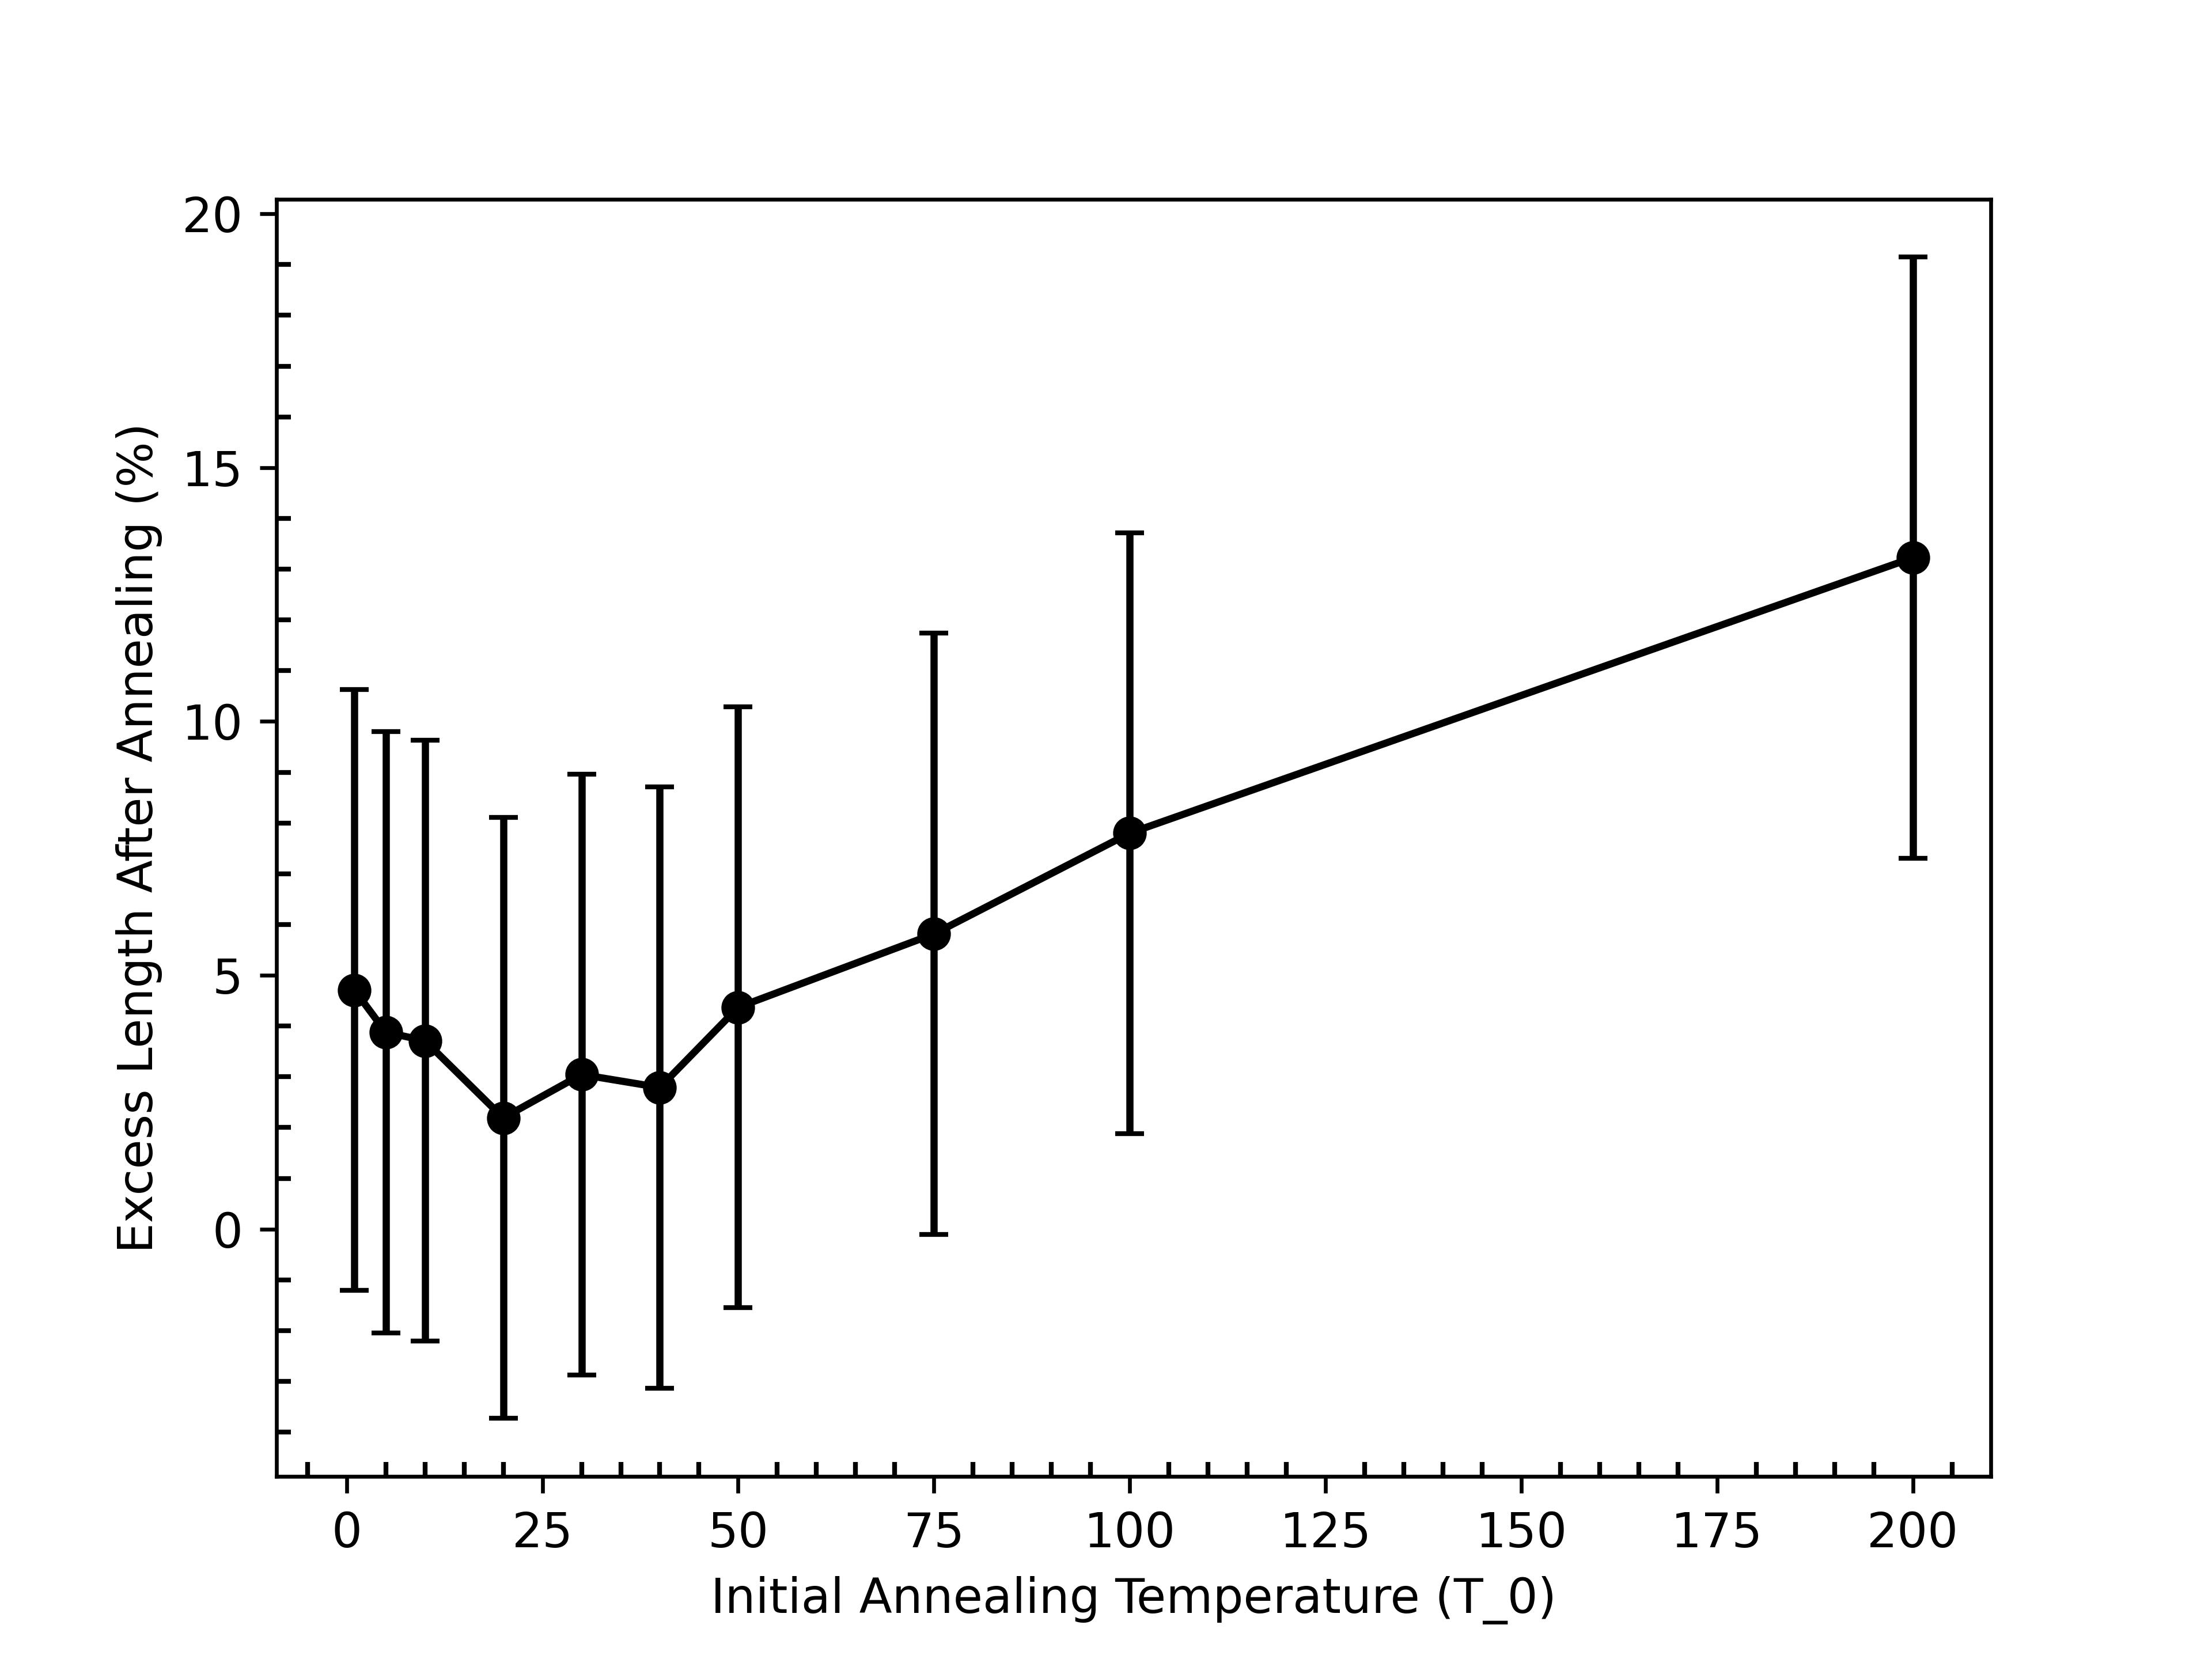 20
15
10
5
0
Excess Length After Annealing (%)
0 25 50 75 100 125 150 175 200
Initial Annealing Temperature (T_0)